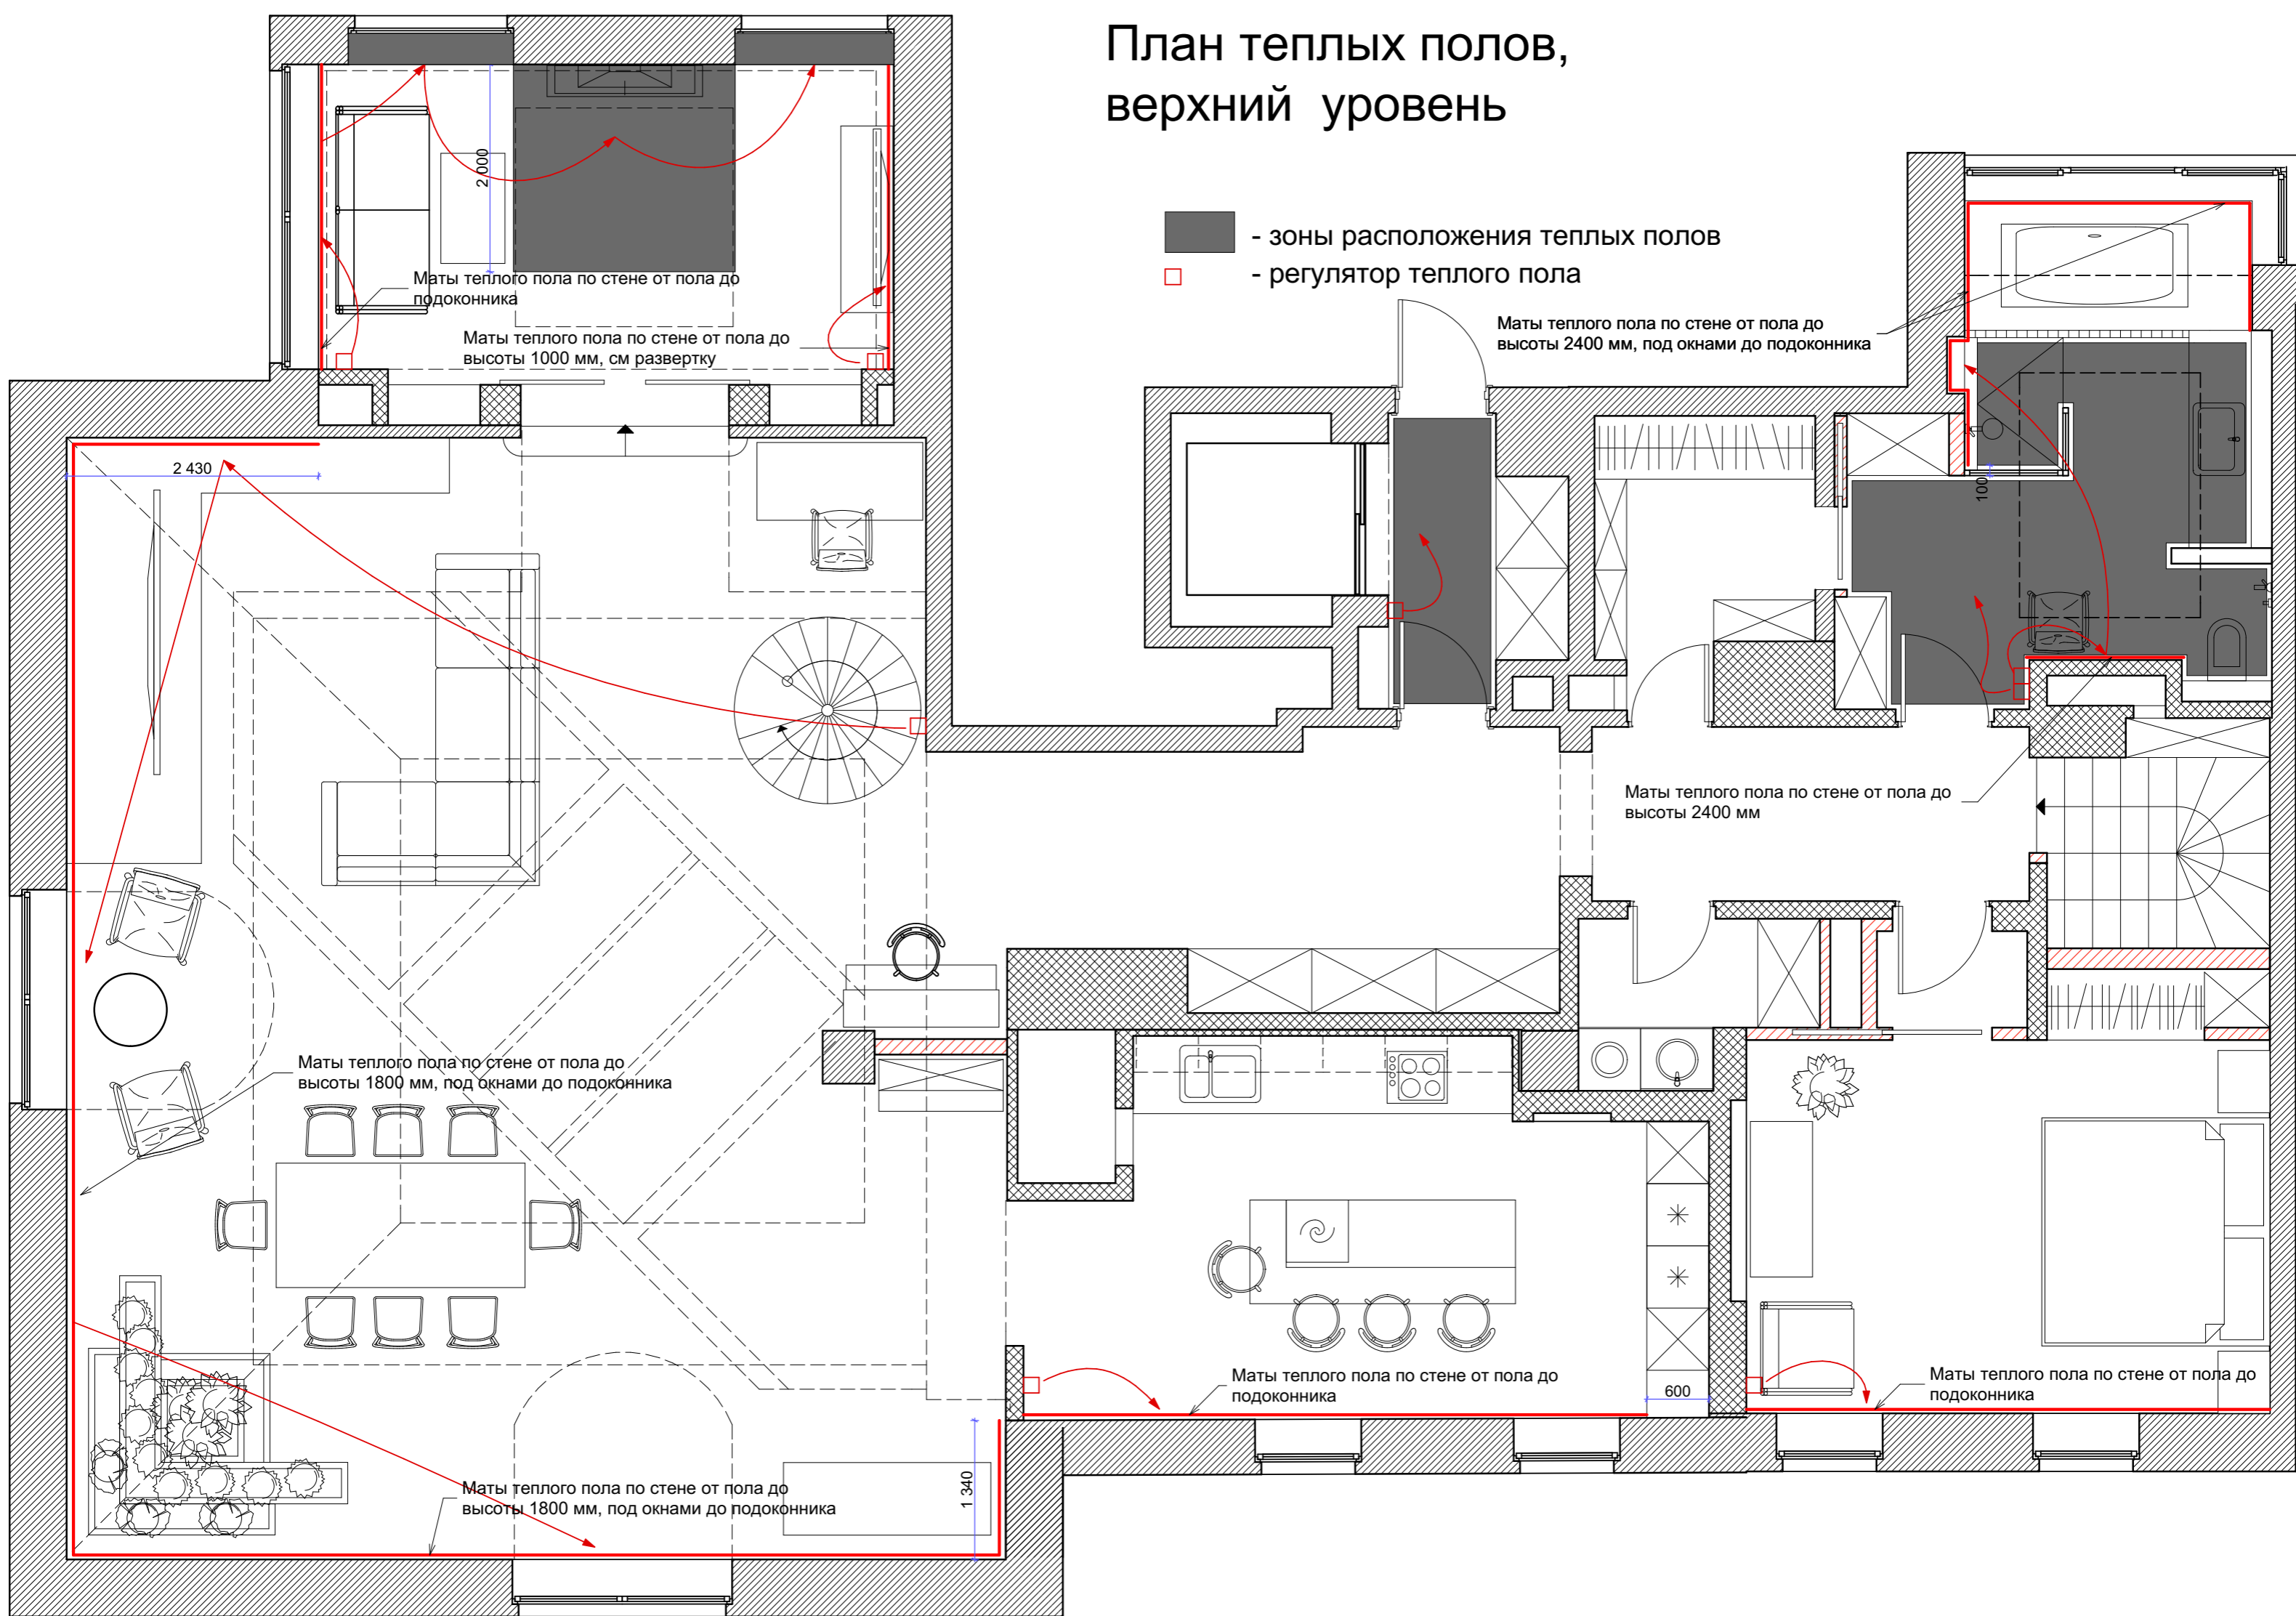 План теплых полов,
верхний уровень
- зоны расположения теплых полов
- регулятор теплого пола
2 000
Маты теплого пола по стене от пола до
подоконника
Маты теплого пола по стене от пола до
высоты 1000 мм, см развертку
Маты теплого пола по стене от пола до
высоты 2400 мм, под окнами до подоконника
2 430
100
Маты теплого пола по стене от пола до
высоты 2400 мм
Маты теплого пола по стене от пола до
высоты 1800 мм, под окнами до подоконника
Маты теплого пола по стене от пола до
подоконника
600
Маты теплого пола по стене от пола до
подоконника
Маты теплого пола по стене от пола до
высоты 1800 мм, под окнами до подоконника
1 340